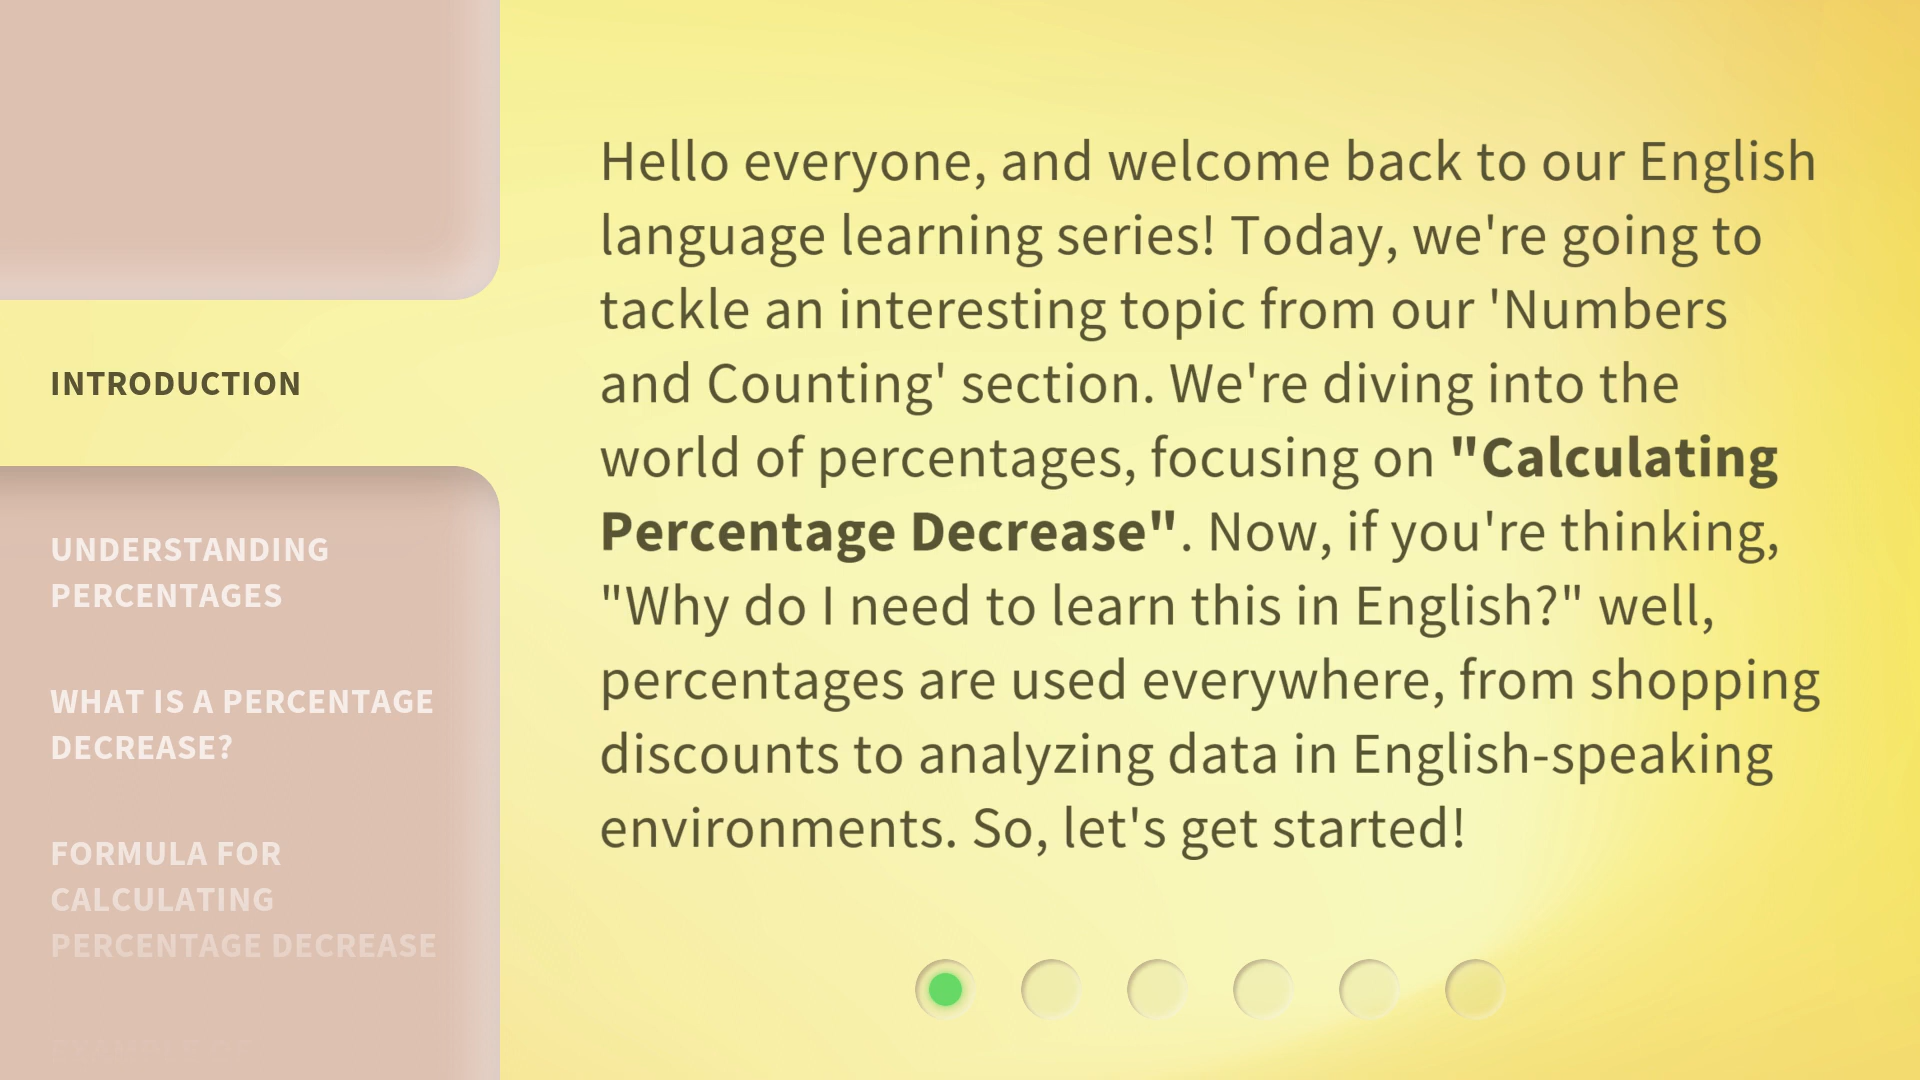 INTRODUCTION
UNDERSTANDING
PERCENTAGES
WHAT IS A PERCENTAGE
DECREASE?
FORMULA FOR
CALCULATING
PERCENTAGE DECREASE
Hello everyone, and welcome back to our English
language learning series! Today, we're going to
tackle an interesting topic from our 'Numbers
and Counting' section. We're diving into the
world of percentages, focusing on "Calculating
Percentage Decrease". Now, if you're thinking,
"Why do I need to learn this in English?" well,
percentages are used everywhere, from shopping
discounts to analyzing data in English-speaking
environments. So, let's get started!